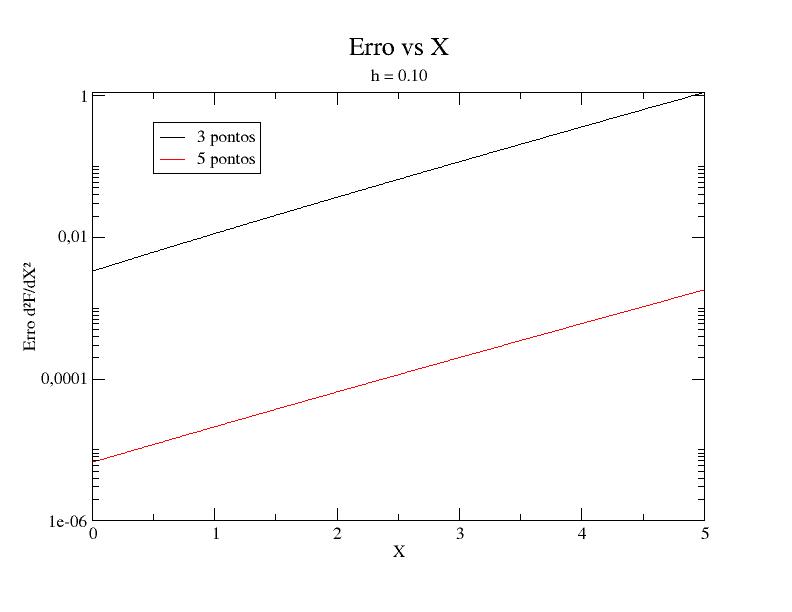 Erro vs X
h = 0.10
1
3 pontos
5 pontos
0,01
Erro d²F/dX²
0,0001
1e-06
0 1 2 3 4 5
X